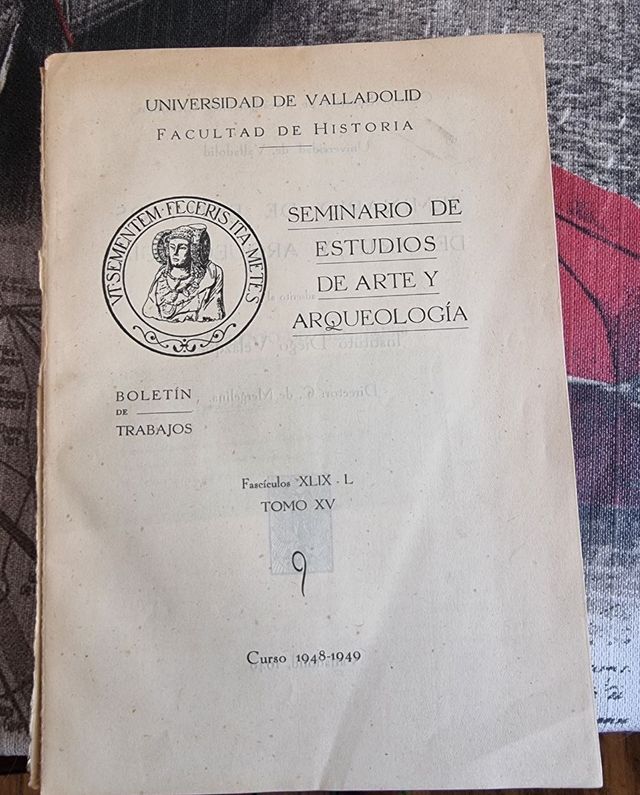 UNIVERSIDAD DE VALLADOLID
FACULTAD DE HISTORIA
VT·SEMENTEM·FECERIS·ITA·METES
SEMINARIO DE
ESTUDIOS
DE ARTE Y
ARQUEOLOGÍA
BOLETÍN
DE
TRABAJOS
Fascículos XLIX - L
TOMO XV
9
Curso 1948-1949